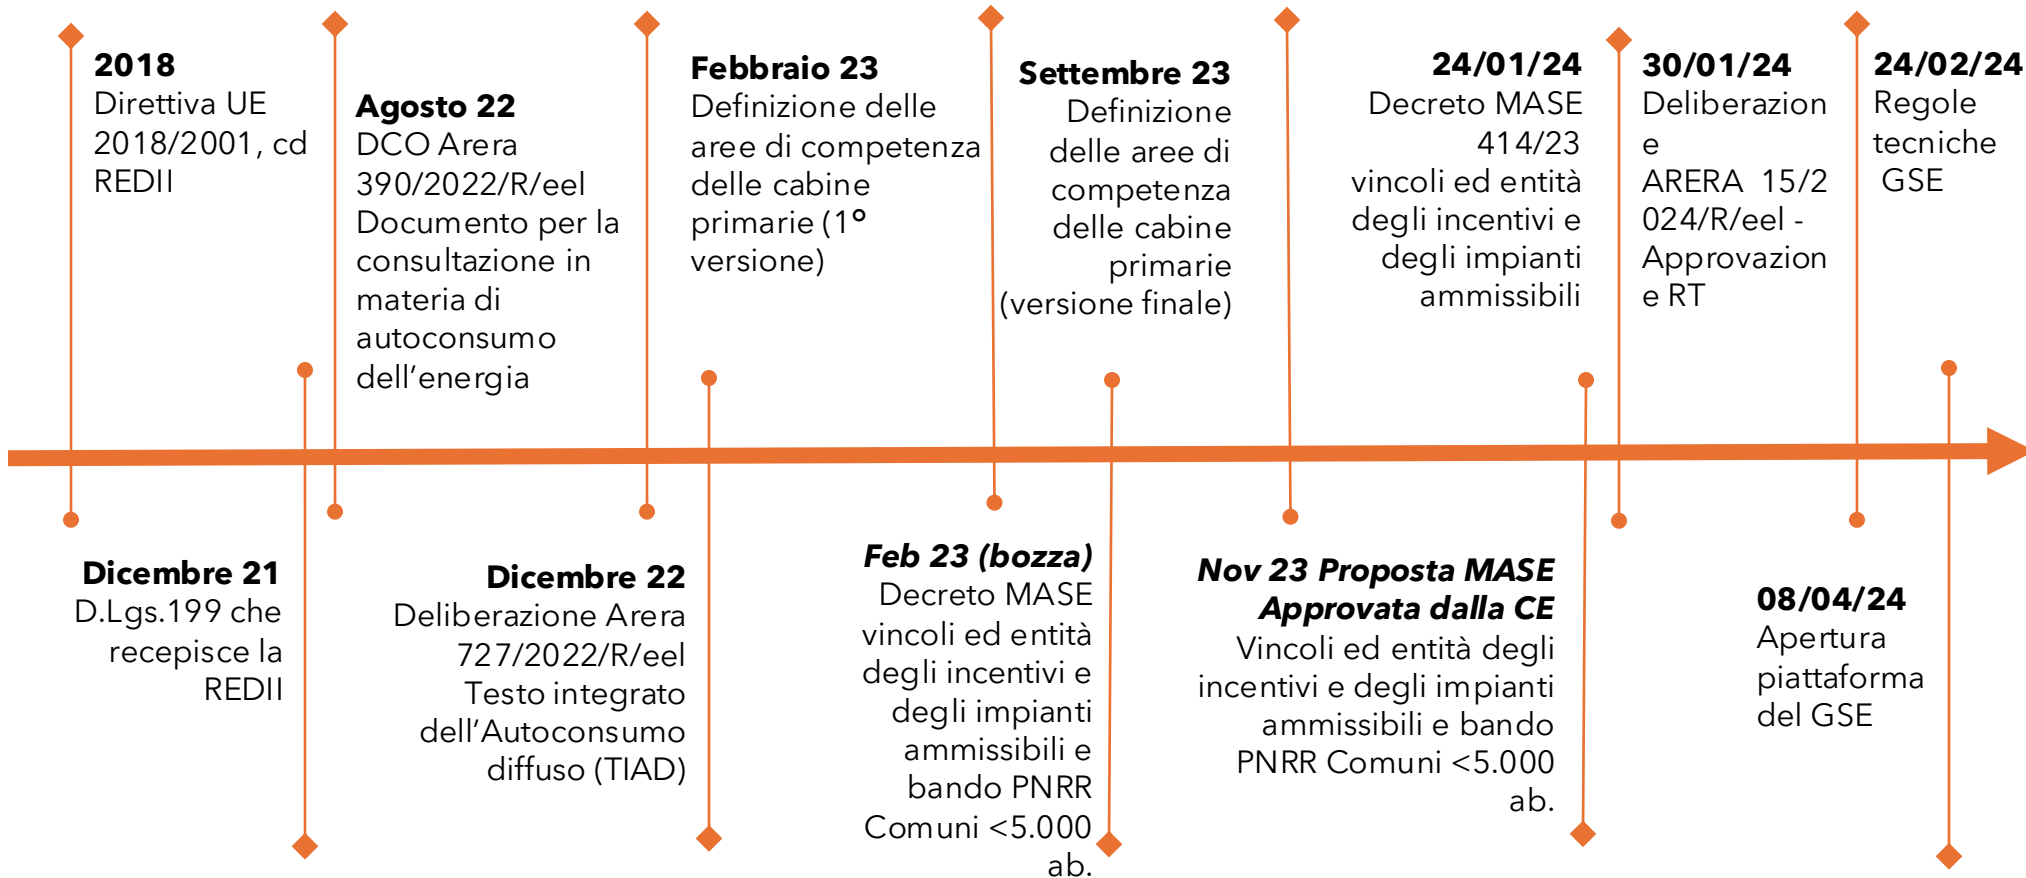 2018
Direttiva UE
2018/2001, cd
REDII
Agosto 22
DCO Arera
390/2022/R/eel
Documento per la
consultazione in
materia di
autoconsumo
dell’energia
Febbraio 23
Definizione delle
aree di competenza
delle cabine
primarie (1°
versione)
Settembre 23
Definizione
delle aree di
competenza
delle cabine
primarie
(versione finale)
24/01/24
Decreto MASE
414/23
vincoli ed entità
degli incentivi e
degli impianti
ammissibili
30/01/24
Deliberazion
e
ARERA 15/2
024/R/eel -
Approvazion
e RT
24/02/24
Regole
tecniche
GSE
Dicembre 21
D.Lgs.199 che
recepisce la
REDII
Dicembre 22
Deliberazione Arera
727/2022/R/eel
Testo integrato
dell’Autoconsumo
diffuso (TIAD)
Feb 23 (bozza)
Decreto MASE
vincoli ed entità
degli incentivi e
degli impianti
ammissibili e
bando PNRR
Comuni <5.000
ab.
Nov 23 Proposta MASE
Approvata dalla CE
Vincoli ed entità degli
incentivi e degli impianti
ammissibili e bando
PNRR Comuni <5.000
ab.
08/04/24
Apertura
piattaforma
del GSE